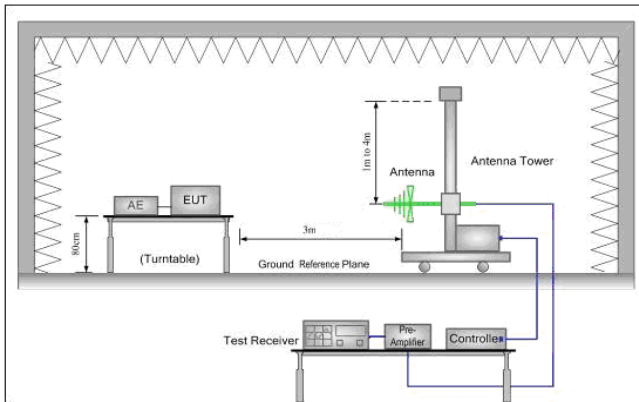 1m to 4m
Antenna
Antenna Tower
AE
EUT
80cm
(Turntable)
3m
Ground Reference Plane
Test Receiver
Pre-
Amplifier
Controller